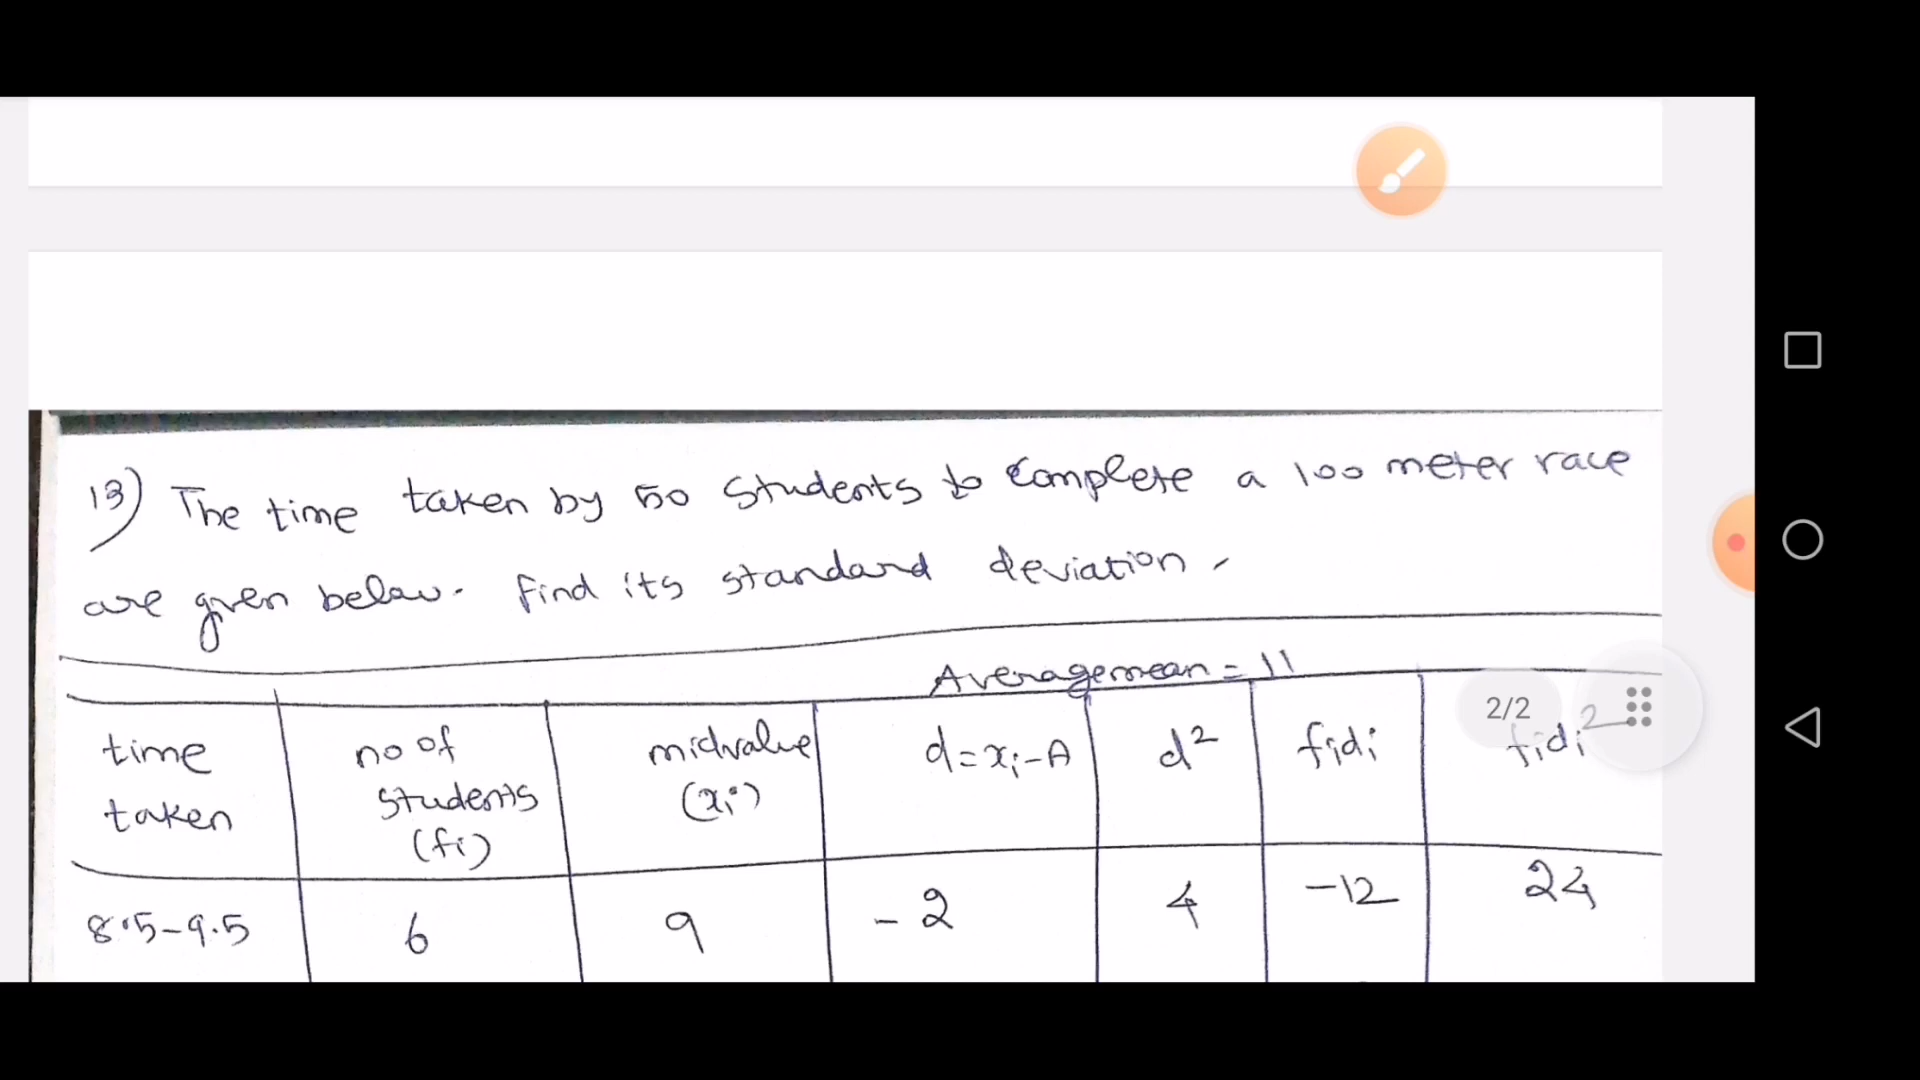 13) The time taken by 50 Students to Complete a 100 meter race
are given below. Find its standard deviation.
Average mean = 11
time taken
no of students (fi)
midvalue (xi)
d=xi-A
d²
fidi
fidi²
2/2
8.5-9.5 6 9 -2 4 -12 24